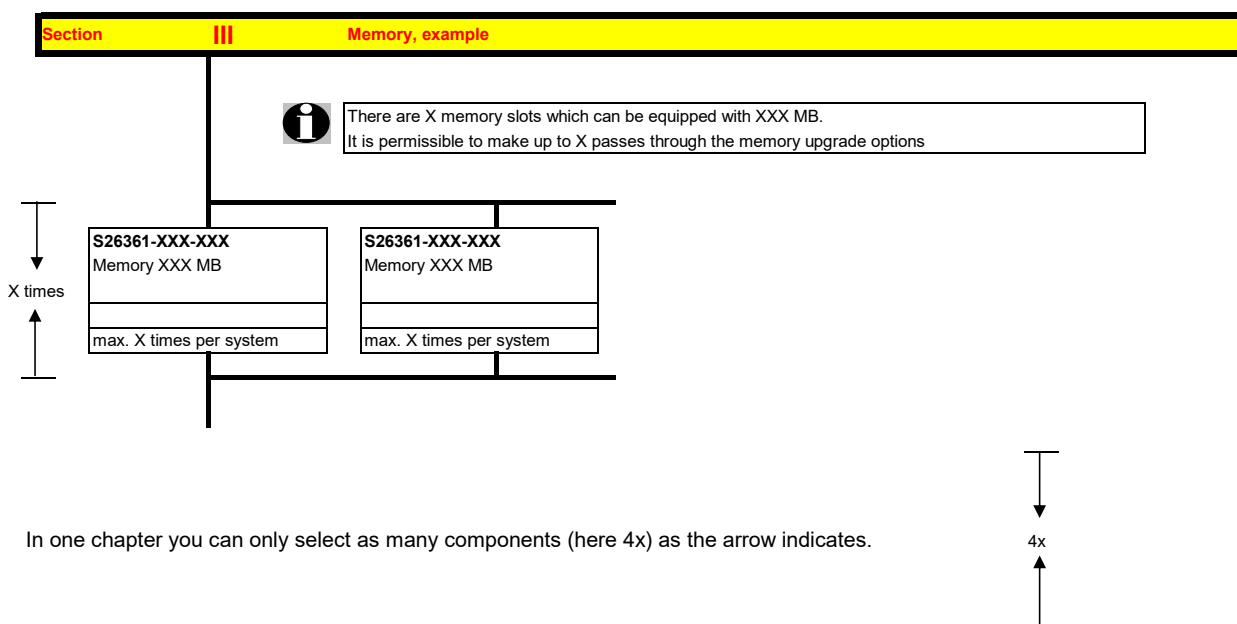 Section III Memory, example
There are X memory slots which can be equipped with XXX MB.
It is permissible to make up to X passes through the memory upgrade options
S26361-XXX-XXX S26361-XXX-XXX
Memory XXX MB Memory XXX MB
X times
max. X times per system max. X times per system
In one chapter you can only select as many components (here 4x) as the arrow indicates. 4x